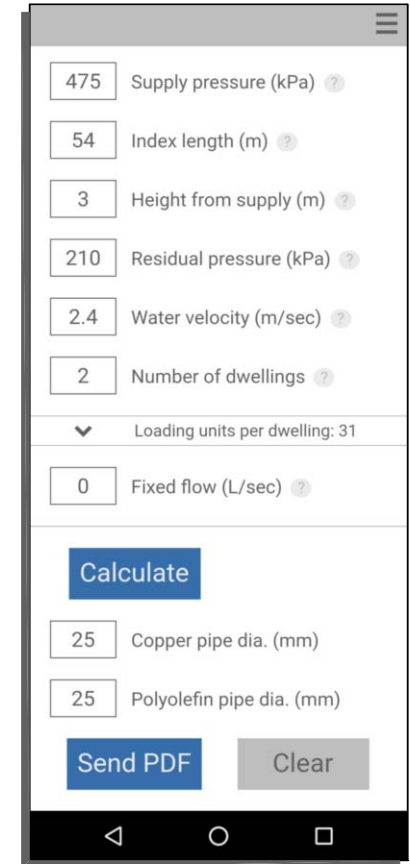 475 Supply pressure (kPa) ?
54 Index length (m) ?
3 Height from supply (m) ?
210 Residual pressure (kPa) ?
2.4 Water velocity (m/sec) ?
2 Number of dwellings ?
Loading units per dwelling: 31
0 Fixed flow (L/sec) ?
Calculate
25 Copper pipe dia. (mm)
25 Polyolefin pipe dia. (mm)
Send PDF Clear